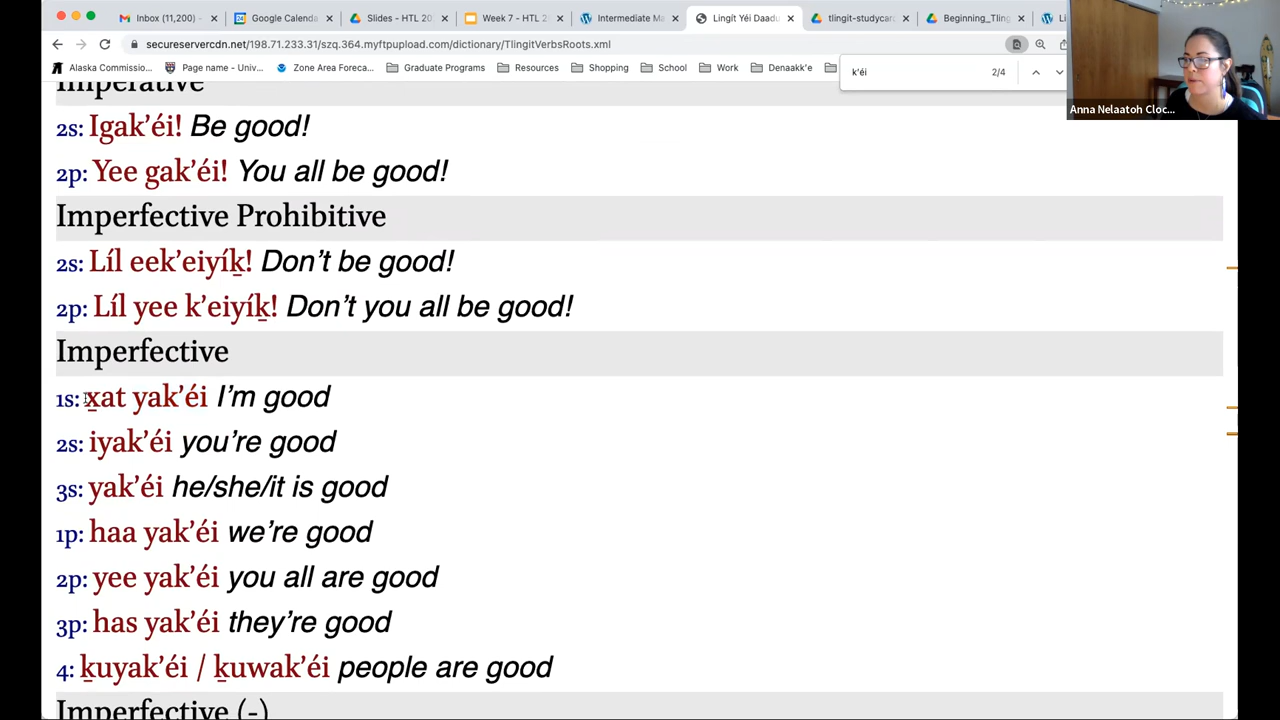 Inbox (11,200)
Google Calenda
Slides - HTL 20
Week 7 - HTL 2
Intermediate Ma
Lingít Yéi Daadu
tlingit-studycar
Beginning_Tling
Li
secureservercdn.net/198.71.233.31/szq.364.myftpupload.com/dictionary/TlingitVerbsRoots.xml
Alaska Commissio...
Page name - Univ...
Zone Area Foreca...
Graduate Programs
Resources
Shopping
School
Work
Denaakk'e
k'éi 2/4
Anna Nelaatoh Cloc...
Imperative
2s: Igak’éi! Be good!
2p: Yee gak’éi! You all be good!
Imperfective Prohibitive
2s: Líl eek’eiyíḵ! Don’t be good!
2p: Líl yee k’eiyíḵ! Don’t you all be good!
Imperfective
1s: x̱at yak’éi I’m good
2s: iyak’éi you’re good
3s: yak’éi he/she/it is good
1p: haa yak’éi we’re good
2p: yee yak’éi you all are good
3p: has yak’éi they’re good
4: ḵuyak’éi / ḵuwak’éi people are good
Imperfective (-)